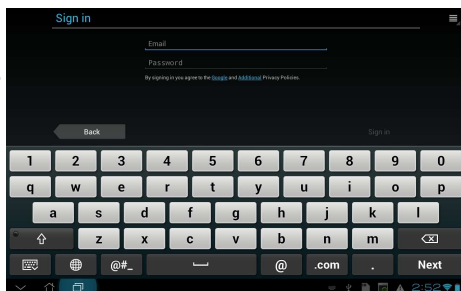 Sign in
Email
Password
By signing in you agree to the Google and Additional Privacy Policies.
Back
Sign in
1 2 3 4 5 6 7 8 9 0
q w e r t y u i o p
a s d f g h j k l
z x c v b n m
@#_ @ .com . Next
2:52